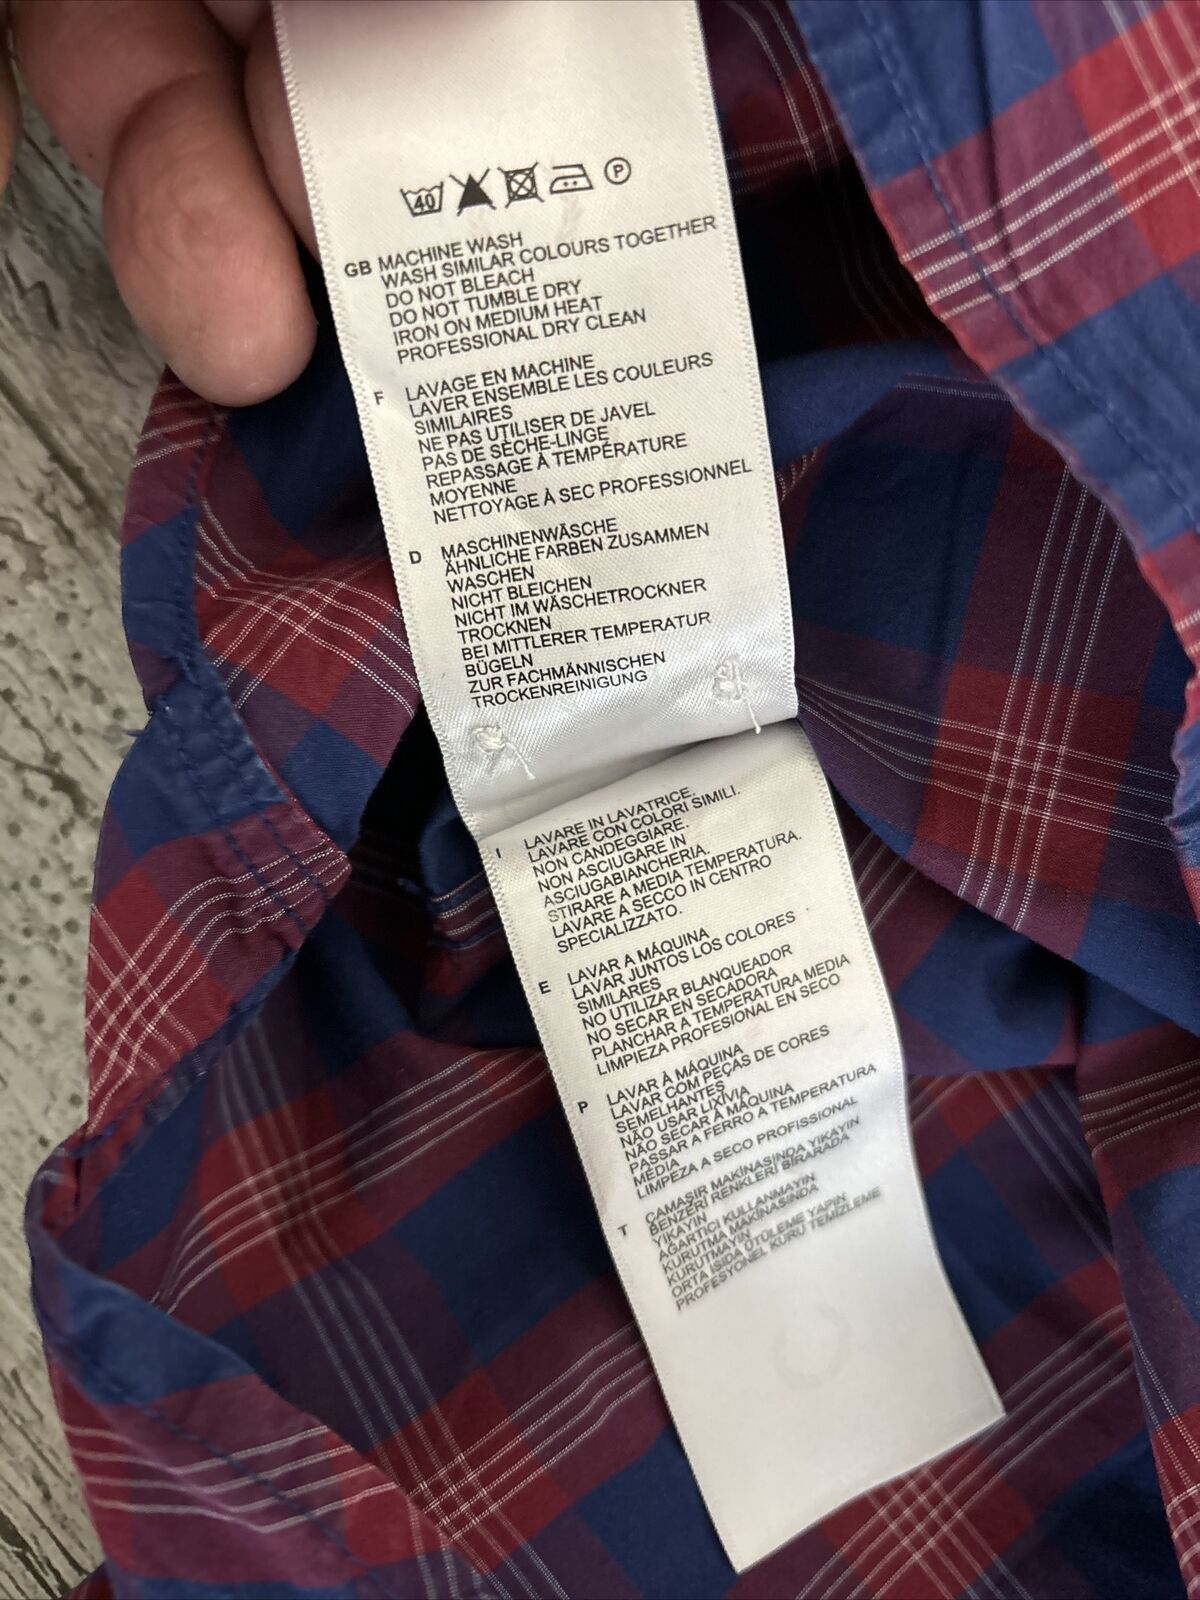 40 P
GB MACHINE WASH
WASH SIMILAR COLOURS TOGETHER
DO NOT BLEACH
DO NOT TUMBLE DRY
IRON ON MEDIUM HEAT
PROFESSIONAL DRY CLEAN
F LAVAGE EN MACHINE
LAVER ENSEMBLE LES COULEURS
SIMILAIRES
NE PAS UTILISER DE JAVEL
PAS DE SÈCHE-LINGE
REPASSAGE À TEMPÉRATURE
MOYENNE
NETTOYAGE À SEC PROFESSIONNEL
D MASCHINENWÄSCHE
ÄHNLICHE FARBEN ZUSAMMEN
WASCHEN
NICHT BLEICHEN
NICHT IM WÄSCHETROCKNER
TROCKNEN
BEI MITTLERER TEMPERATUR
BÜGELN
ZUR FACHMÄNNISCHEN
TROCKENREINIGUNG
I LAVARE IN LAVATRICE.
LAVARE CON COLORI SIMILI.
NON CANDEGGIARE.
NON ASCIUGARE IN
ASCIUGABIANCHERIA.
STIRARE A MEDIA TEMPERATURA.
LAVARE A SECCO IN CENTRO
SPECIALIZZATO.
E LAVAR A MÁQUINA
LAVAR JUNTOS LOS COLORES
SIMILARES
NO UTILIZAR BLANQUEADOR
NO SECAR EN SECADORA
PLANCHAR A TEMPERATURA MEDIA
LIMPIEZA PROFESIONAL EN SECO
P LAVAR À MÁQUINA
LAVAR COM PEÇAS DE CORES
SEMELHANTES
NÃO USAR LIXÍVIA
NÃO SECAR À MÁQUINA
PASSAR A FERRO A TEMPERATURA
MÉDIA
LIMPEZA A SECO PROFISSIONAL
T ÇAMAŞIR MAKİNASINDA YIKAYIN
BENZERİ RENKLERİ BİRARADA
YIKAYIN
AĞARTICI KULLANMAYIN
KURUTMA MAKİNASINDA
KURUTMAYIN
ORTA ISIDA ÜTÜLEME YAPIN
PROFESYONEL KURU TEMİZLEME